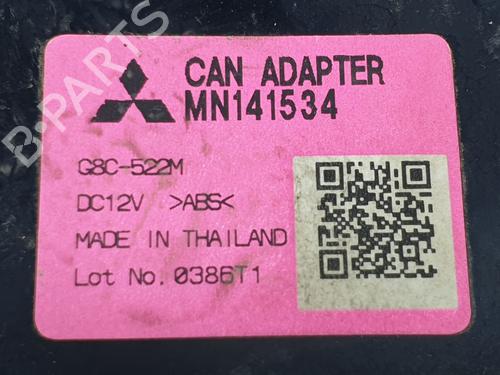 CAN ADAPTER
MN141534
G8C-522M
DC12V >ABS<
MADE IN THAILAND
Lot No. 0386T1
B-PARTS